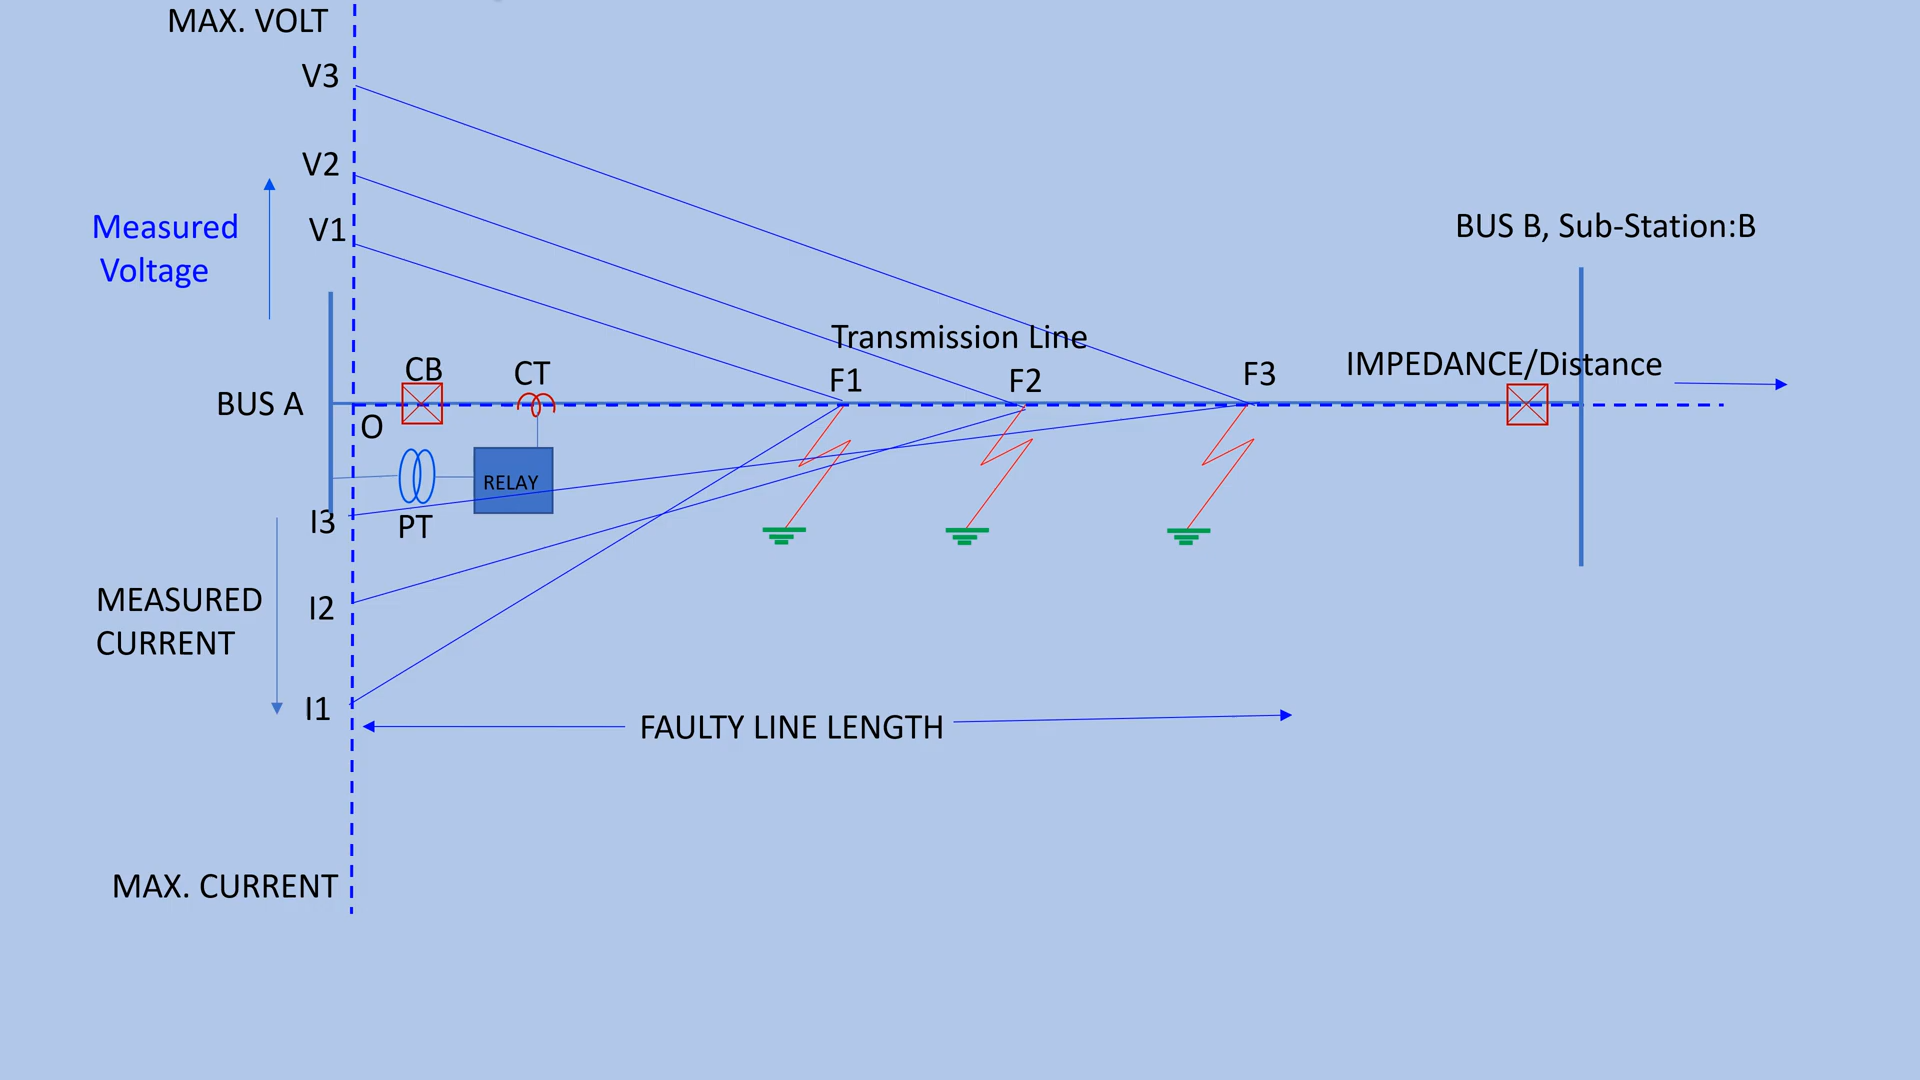 MAX. VOLT
V3
V2
V1
Measured
Voltage
BUS B, Sub-Station:B
Transmission Line
IMPEDANCE/Distance
CB
CT
F1
F2
F3
BUS A
O
RELAY
I3
PT
MEASURED
CURRENT
I2
I1
FAULTY LINE LENGTH
MAX. CURRENT